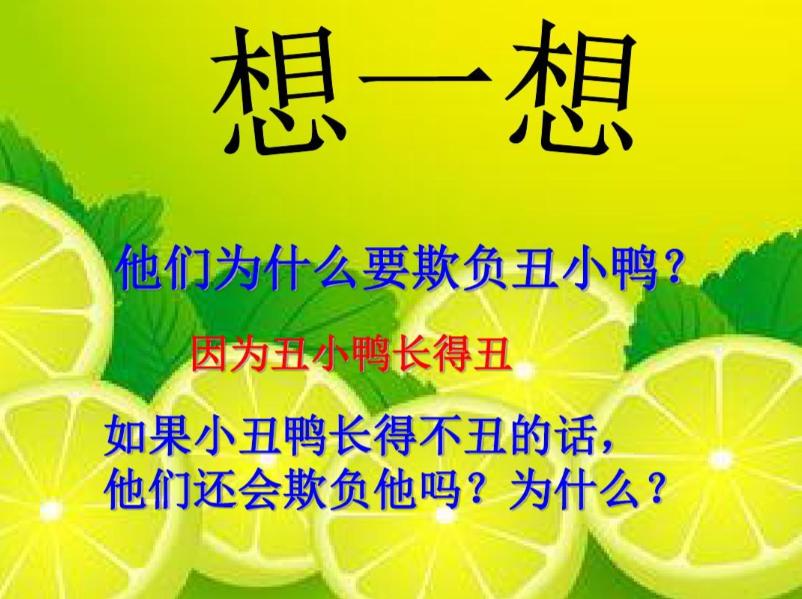 想一想
他们为什么要欺负丑小鸭？
因为丑小鸭长得丑
如果小丑鸭长得不丑的话，
他们还会欺负他吗？为什么？